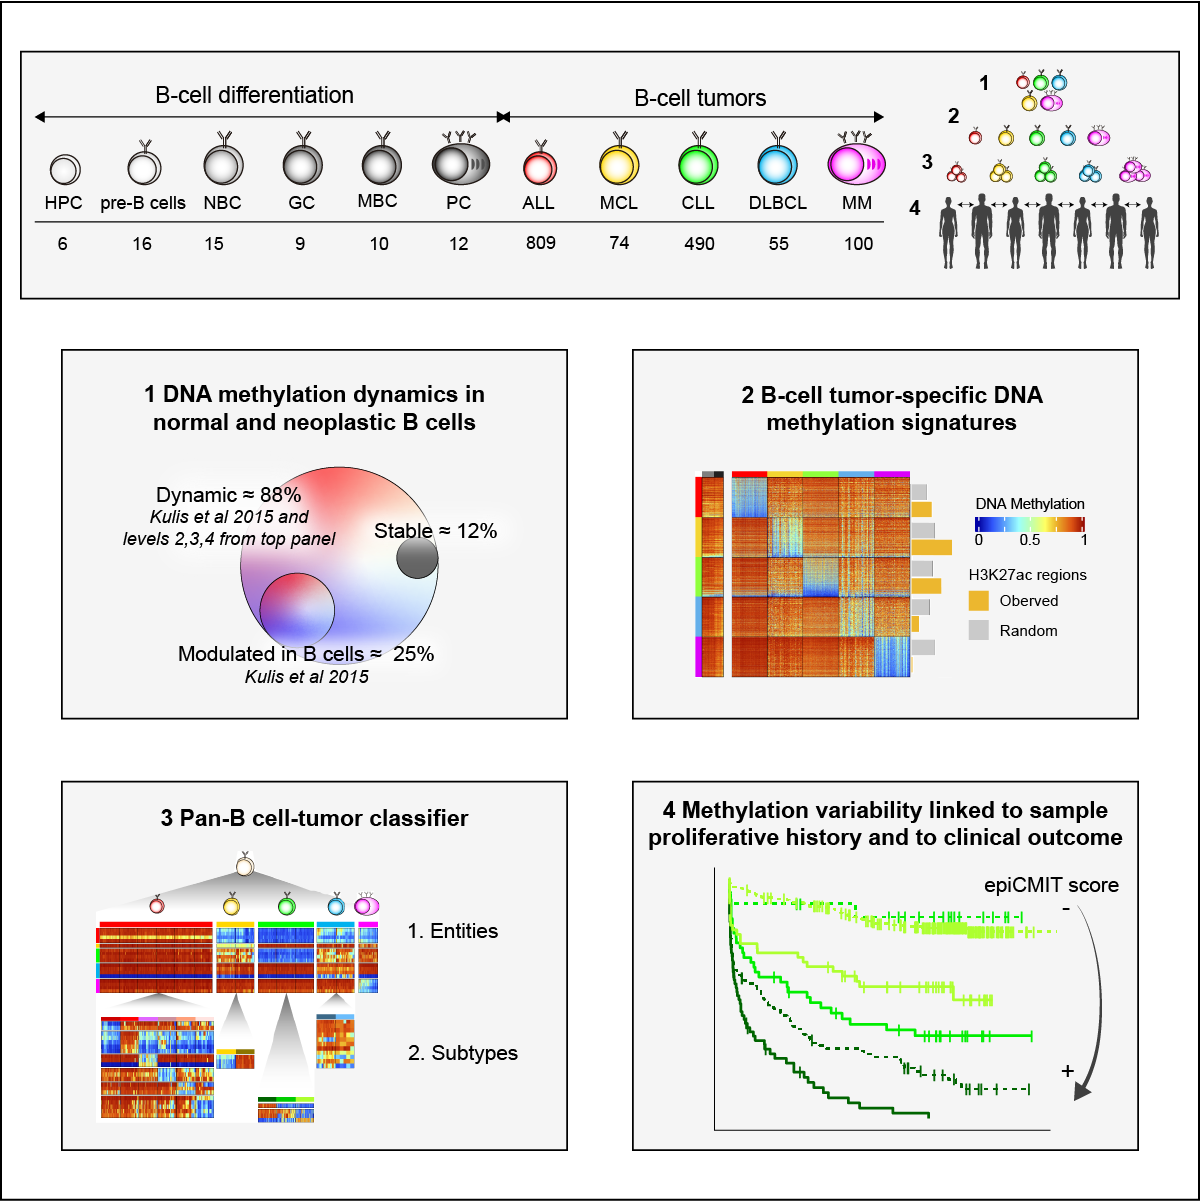 B-cell differentiation
B-cell tumors
HPC pre-B cells NBC GC MBC PC ALL MCL CLL DLBCL MM
6 16 15 9 10 12 809 74 490 55 100
1
2
3
4
1 DNA methylation dynamics in
normal and neoplastic B cells
Dynamic ≈ 88%
Kulis et al 2015 and
levels 2,3,4 from top panel
Stable ≈ 12%
Modulated in B cells ≈ 25%
Kulis et al 2015
2 B-cell tumor-specific DNA
methylation signatures
DNA Methylation
0 0.5 1
H3K27ac regions
Oberved
Random
3 Pan-B cell-tumor classifier
1. Entities
2. Subtypes
4 Methylation variability linked to sample
proliferative history and to clinical outcome
epiCMIT score
-
+